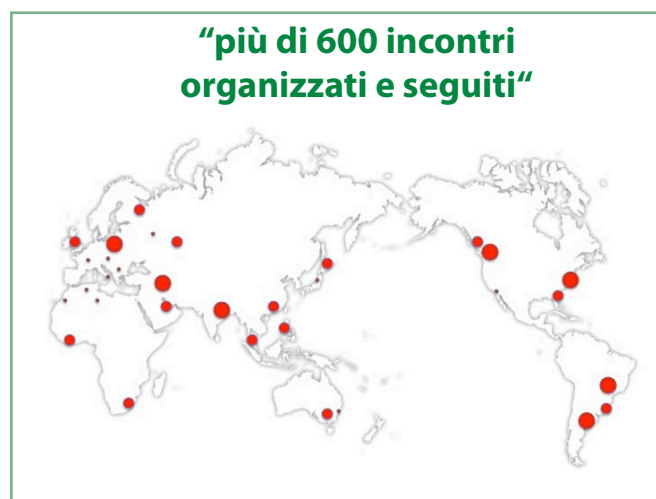 “più di 600 incontri
organizzati e seguiti“